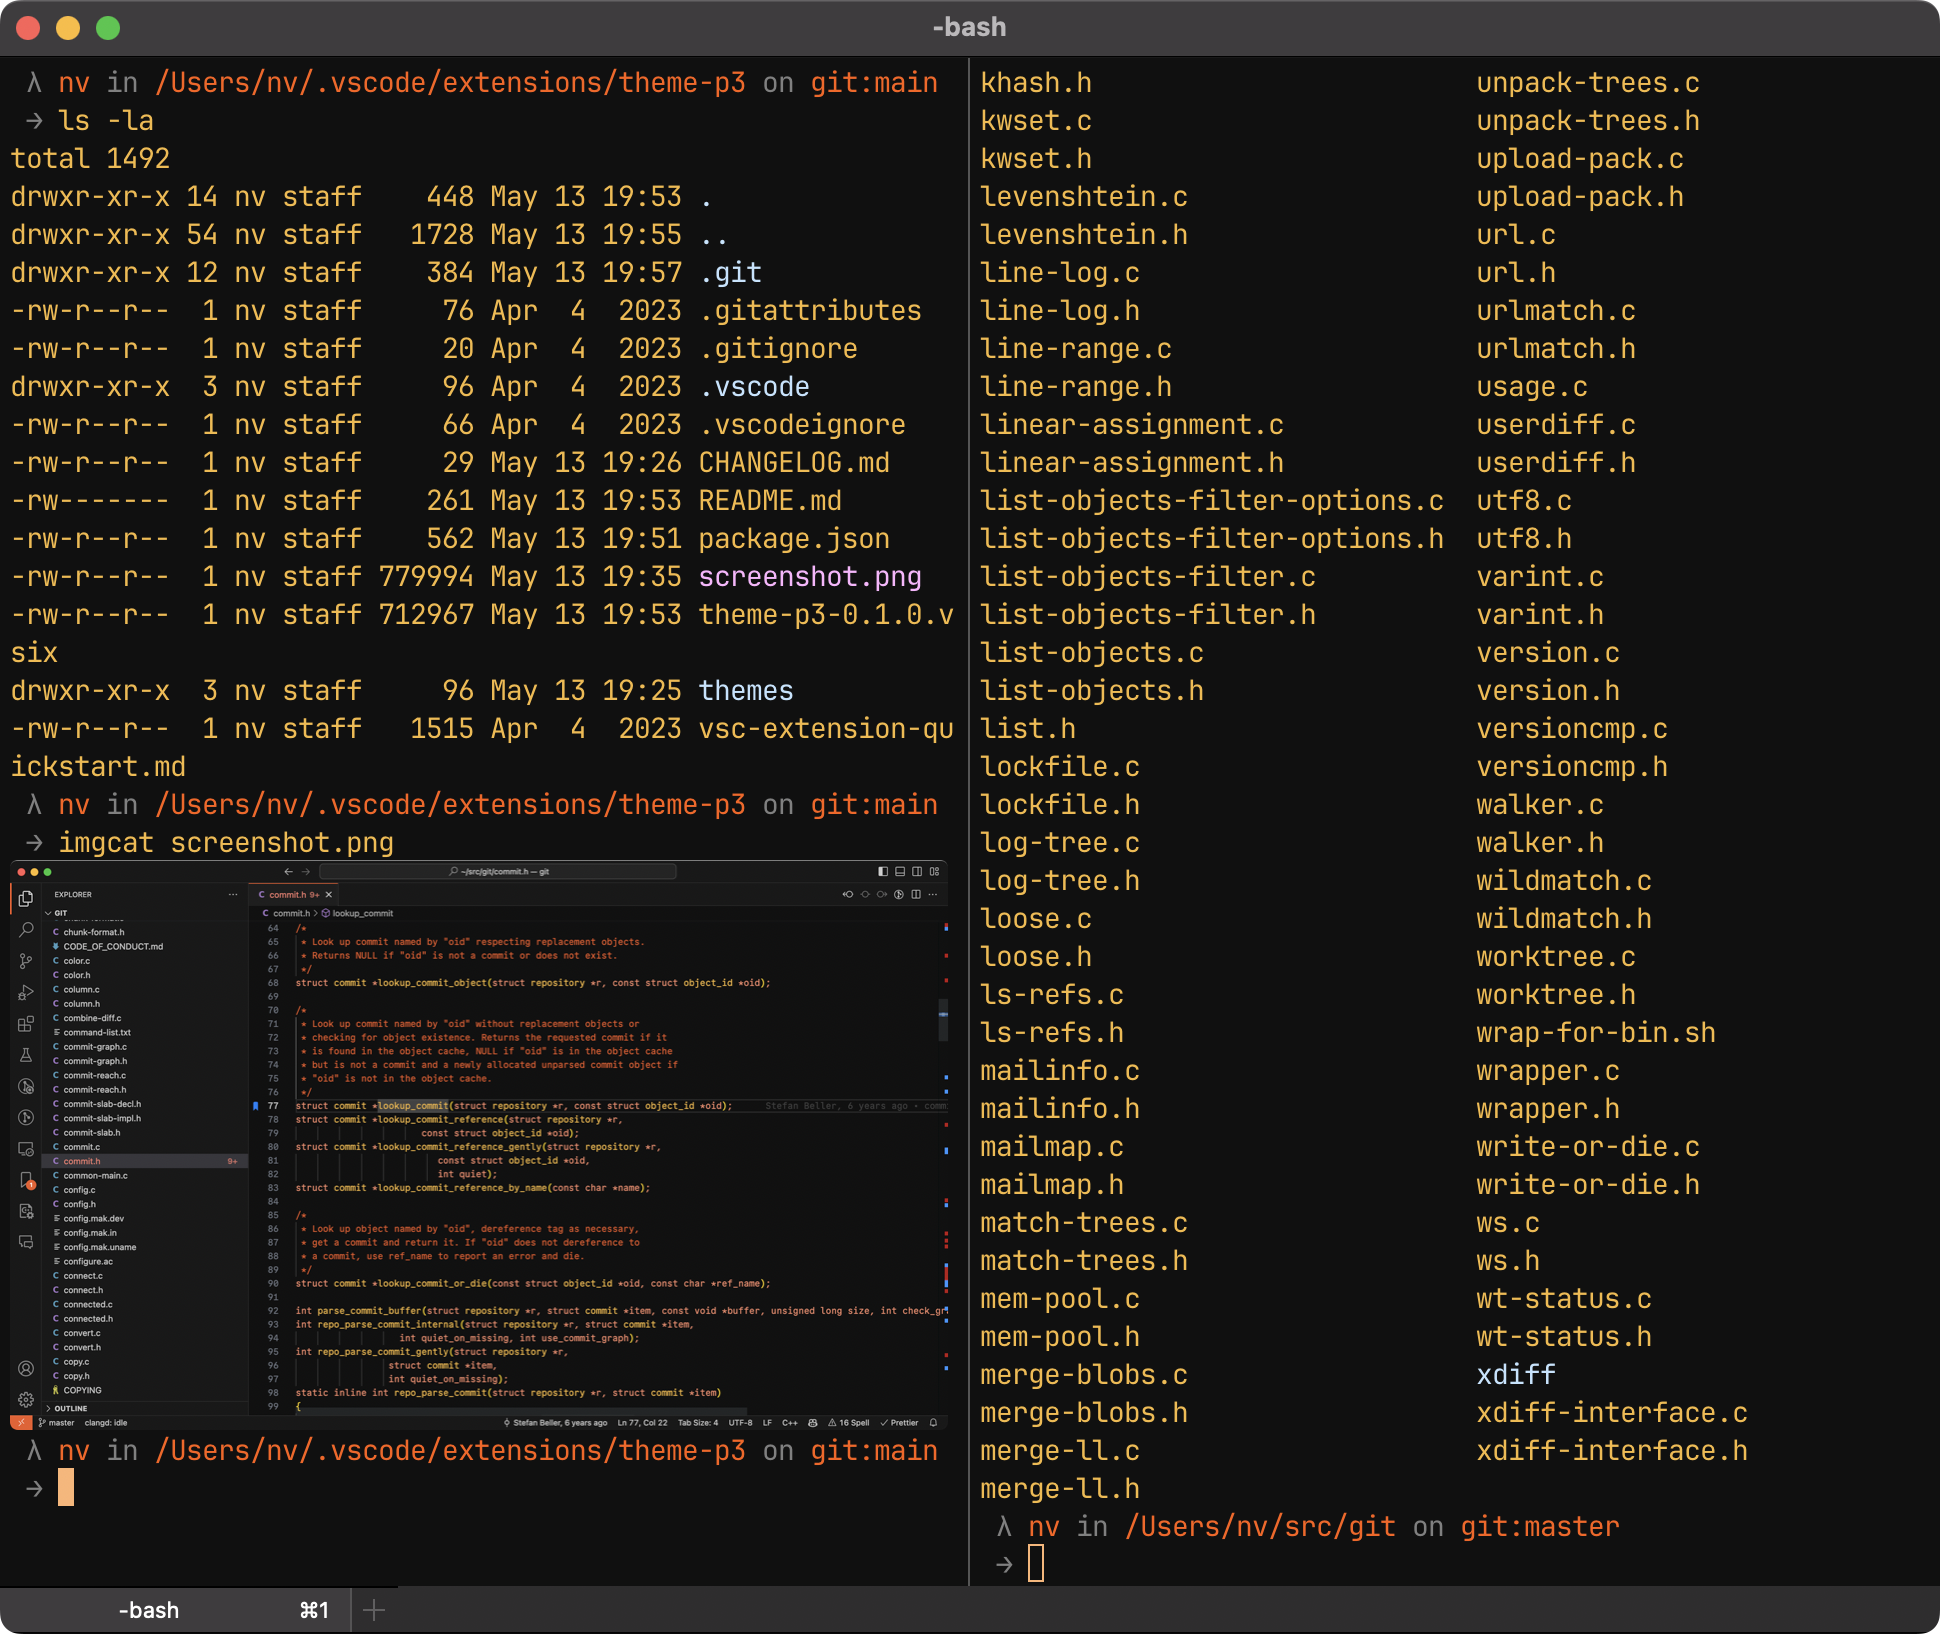 -bash
λ nv in /Users/nv/.vscode/extensions/theme-p3 on git:main
→ ls -la
total 1492
drwxr-xr-x 14 nv staff    448 May 13 19:53 .
drwxr-xr-x 54 nv staff   1728 May 13 19:55 ..
drwxr-xr-x 12 nv staff    384 May 13 19:57 .git
-rw-r--r--  1 nv staff     76 Apr  4  2023 .gitattributes
-rw-r--r--  1 nv staff     20 Apr  4  2023 .gitignore
drwxr-xr-x  3 nv staff     96 Apr  4  2023 .vscode
-rw-r--r--  1 nv staff     66 Apr  4  2023 .vscodeignore
-rw-r--r--  1 nv staff     29 May 13 19:26 CHANGELOG.md
-rw-------  1 nv staff    261 May 13 19:53 README.md
-rw-r--r--  1 nv staff    562 May 13 19:51 package.json
-rw-r--r--  1 nv staff 779994 May 13 19:35 screenshot.png
-rw-r--r--  1 nv staff 712967 May 13 19:53 theme-p3-0.1.0.v
six
drwxr-xr-x  3 nv staff     96 May 13 19:25 themes
-rw-r--r--  1 nv staff   1515 Apr  4  2023 vsc-extension-qu
ickstart.md
λ nv in /Users/nv/.vscode/extensions/theme-p3 on git:main
→ imgcat screenshot.png
~/src/git/commit.h — git
EXPLORER
GIT
chunk-format.h
CODE_OF_CONDUCT.md
color.c
color.h
column.c
column.h
combine-diff.c
command-list.txt
commit-graph.c
commit-graph.h
commit-reach.c
commit-reach.h
commit-slab-decl.h
commit-slab-impl.h
commit-slab.h
commit.c
commit.h 9+
common-main.c
config.c
config.h
config.mak.dev
config.mak.in
config.mak.uname
configure.ac
connect.c
connect.h
connected.c
connected.h
convert.c
convert.h
copy.c
copy.h
COPYING
OUTLINE
C commit.h 9+
C commit.h > lookup_commit
64 /*
65 * Look up commit named by "oid" respecting replacement objects.
66 * Returns NULL if "oid" is not a commit or does not exist.
67 */
68 struct commit *lookup_commit_object(struct repository *r, const struct object_id *oid);
69
70 /*
71 * Look up commit named by "oid" without replacement objects or
72 * checking for object existence. Returns the requested commit if it
73 * is found in the object cache, NULL if "oid" is in the object cache
74 * but is not a commit and a newly allocated unparsed commit object if
75 * "oid" is not in the object cache.
76 */
77 struct commit *lookup_commit(struct repository *r, const struct object_id *oid); Stefan Beller, 6 years ago • comm
78 struct commit *lookup_commit_reference(struct repository *r,
79 const struct object_id *oid);
80 struct commit *lookup_commit_reference_gently(struct repository *r,
81 const struct object_id *oid,
82 int quiet);
83 struct commit *lookup_commit_reference_by_name(const char *name);
84
85 /*
86 * Look up object named by "oid", dereference tag as necessary,
87 * get a commit and return it. If "oid" does not dereference to
88 * a commit, use ref_name to report an error and die.
89 */
90 struct commit *lookup_commit_or_die(const struct object_id *oid, const char *ref_name);
91
92 int parse_commit_buffer(struct repository *r, struct commit *item, const void *buffer, unsigned long size, int check_gr
93 int repo_parse_commit_internal(struct repository *r, struct commit *item,
94 int quiet_on_missing, int use_commit_graph);
95 int repo_parse_commit_gently(struct repository *r,
96 struct commit *item,
97 int quiet_on_missing);
98 static inline int repo_parse_commit(struct repository *r, struct commit *item)
99 {
master clangd: idle Stefan Beller, 6 years ago Ln 77, Col 22 Tab Size: 4 UTF-8 LF C++ 16 Spell Prettier
λ nv in /Users/nv/.vscode/extensions/theme-p3 on git:main
→
khash.h unpack-trees.c
kwset.c unpack-trees.h
kwset.h upload-pack.c
levenshtein.c upload-pack.h
levenshtein.h url.c
line-log.c url.h
line-log.h urlmatch.c
line-range.c urlmatch.h
line-range.h usage.c
linear-assignment.c userdiff.c
linear-assignment.h userdiff.h
list-objects-filter-options.c utf8.c
list-objects-filter-options.h utf8.h
list-objects-filter.c varint.c
list-objects-filter.h varint.h
list-objects.c version.c
list-objects.h version.h
list.h versioncmp.c
lockfile.c versioncmp.h
lockfile.h walker.c
log-tree.c walker.h
log-tree.h wildmatch.c
loose.c wildmatch.h
loose.h worktree.c
ls-refs.c worktree.h
ls-refs.h wrap-for-bin.sh
mailinfo.c wrapper.c
mailinfo.h wrapper.h
mailmap.c write-or-die.c
mailmap.h write-or-die.h
match-trees.c ws.c
match-trees.h ws.h
mem-pool.c wt-status.c
mem-pool.h wt-status.h
merge-blobs.c xdiff
merge-blobs.h xdiff-interface.c
merge-ll.c xdiff-interface.h
merge-ll.h
λ nv in /Users/nv/src/git on git:master
→
-bash ⌘1